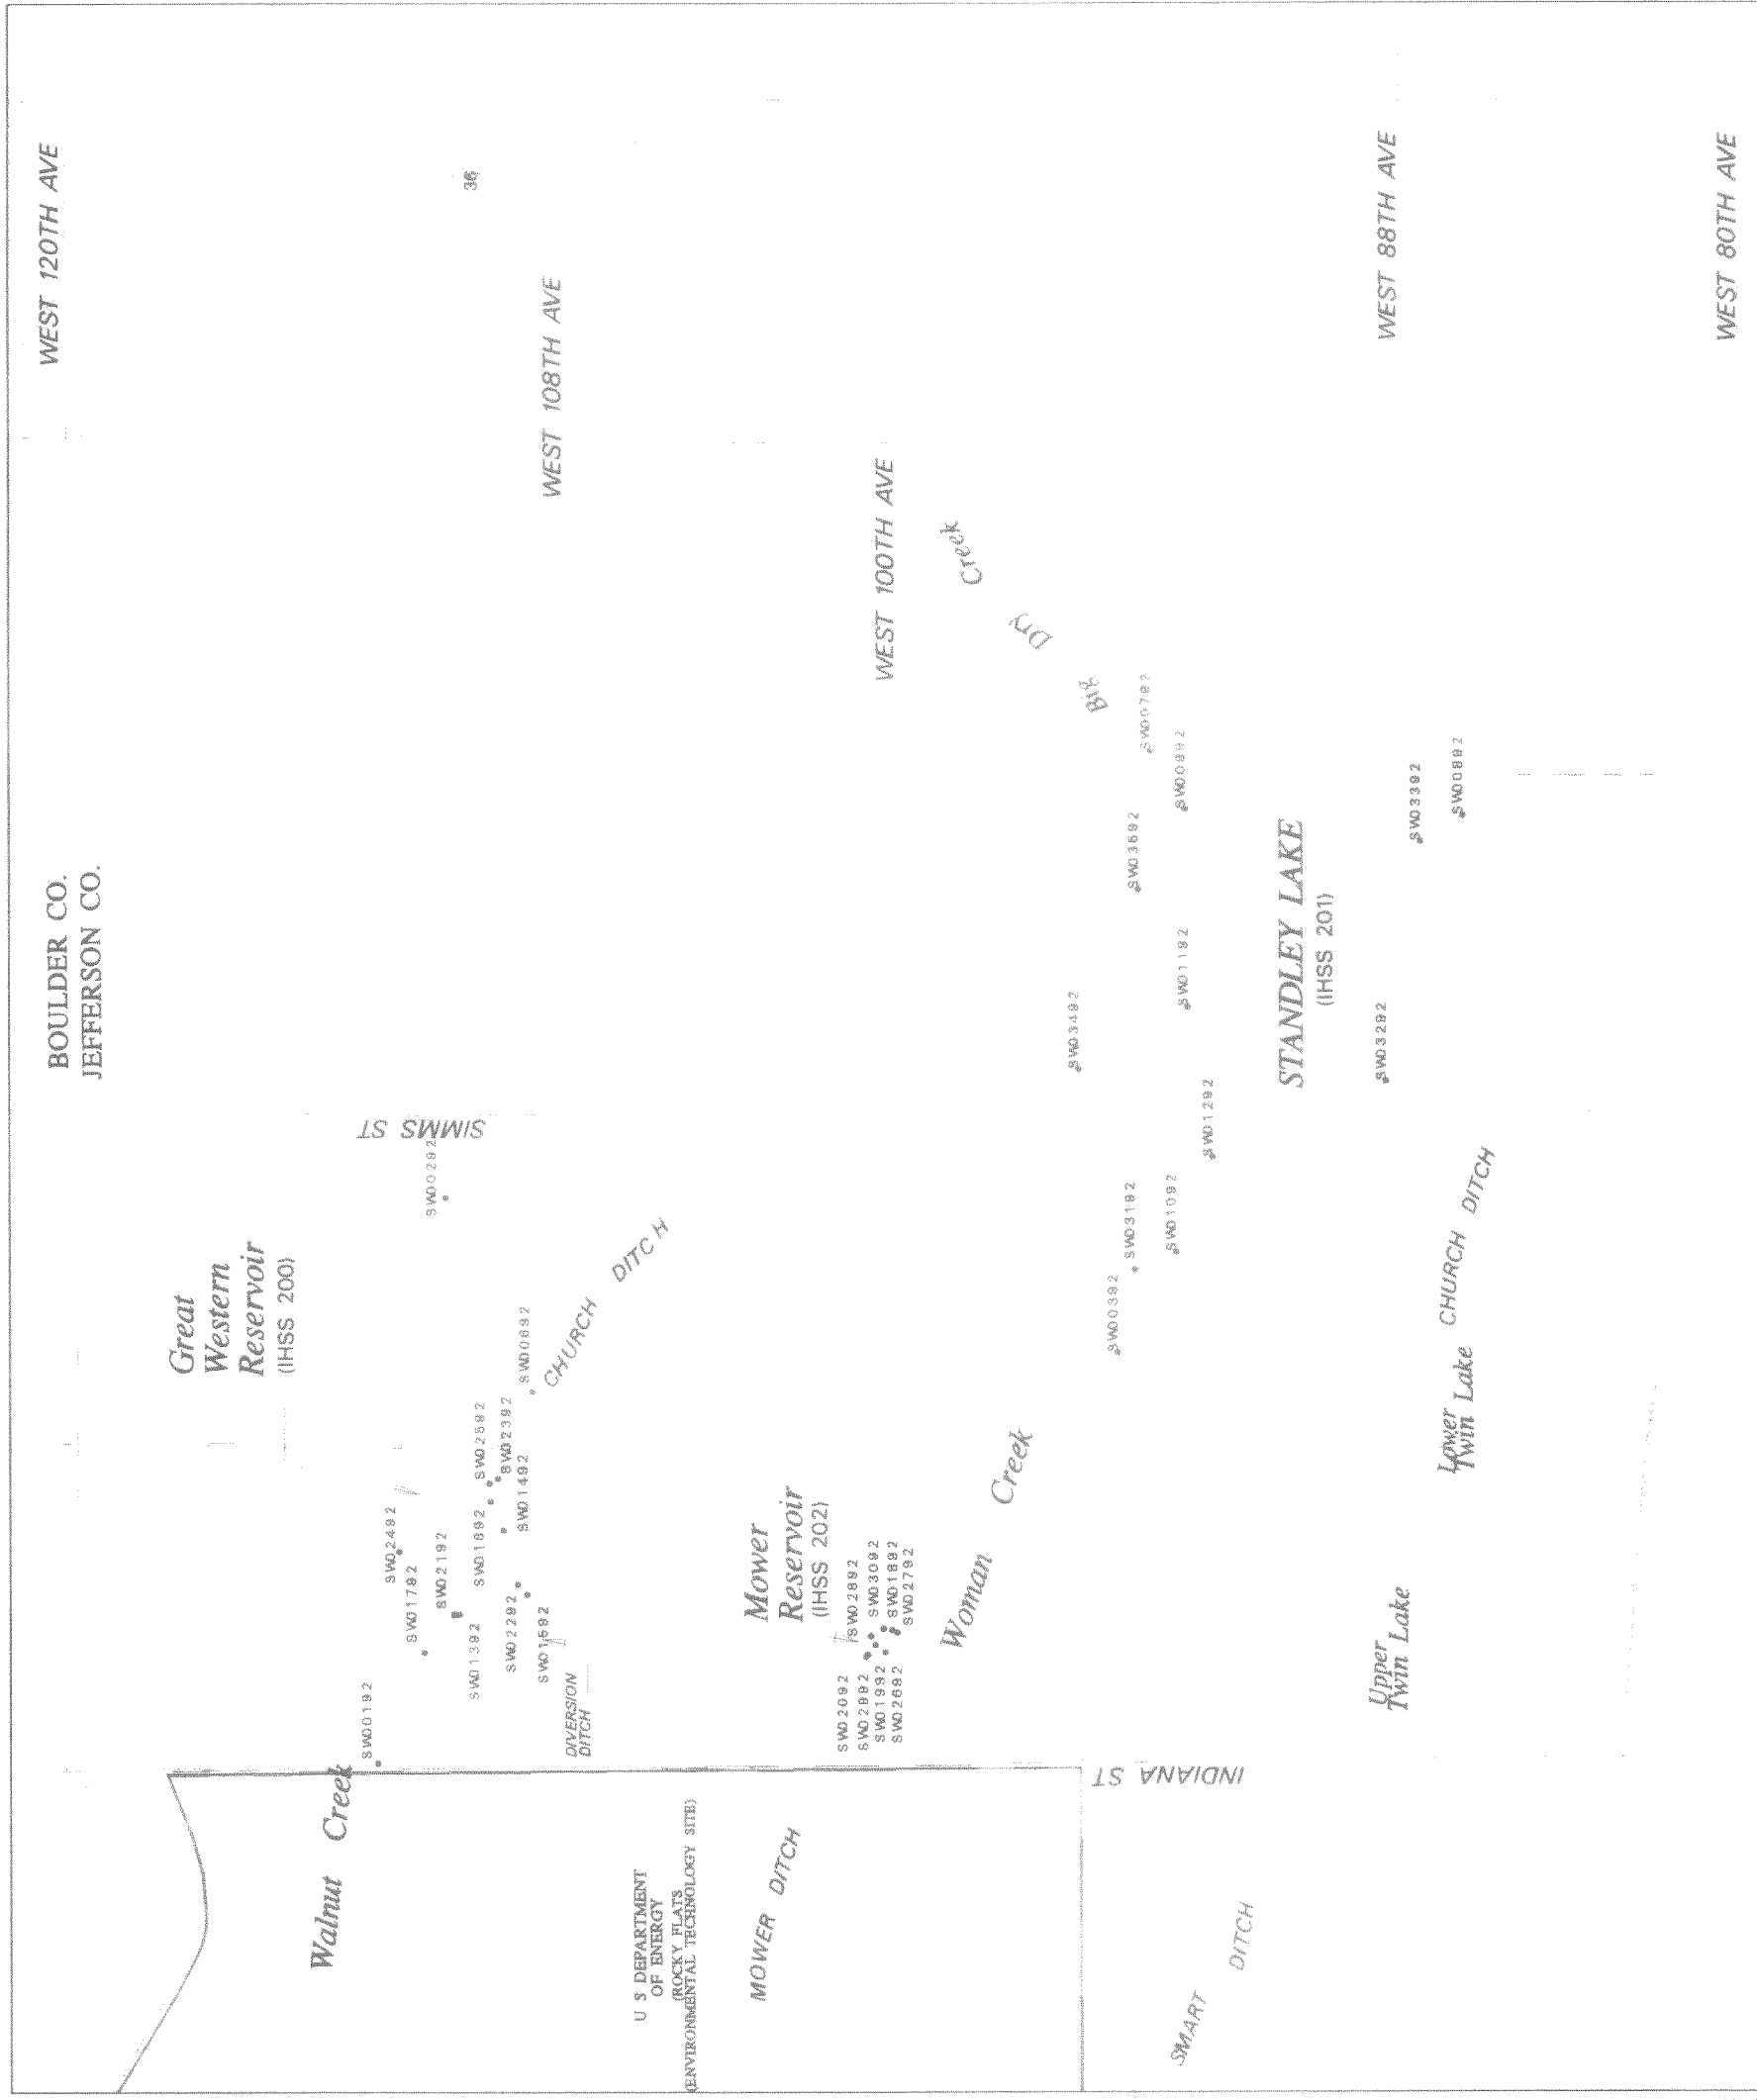 WEST 120TH AVE
36
WEST 108TH AVE
WEST 100TH AVE
WEST 88TH AVE
WEST 80TH AVE
BOULDER CO.
JEFFERSON CO.
SIMMS ST
SW00292
Great
Western
Reservoir
(IHSS 200)
CHURCH DITCH
SW00692
SW02592
SW02392
SW01492
SW02492
SW01792
SW02192
SW01692
SW01392
SW02292
SW01592
SW00192
DIVERSION
DITCH
Walnut Creek
U S DEPARTMENT
OF ENERGY
(ROCKY FLATS
(ENVIRONMENTAL TECHNOLOGY SITE)
MOWER DITCH
Mower
Reservoir
(IHSS 202)
SW02892
SW03092
SW01892
SW02792
SW02092
SW02992
SW01992
SW02692
Woman Creek
Big Dry Creek
SW00792
SW03592
SW03492
SW01192
SW01292
SW03192
SW01092
SW00392
STANDLEY LAKE
(IHSS 201)
SW03392
SW00892
SW03292
CHURCH DITCH
Lower
Twin Lake
Upper
Twin Lake
INDIANA ST
SMART DITCH